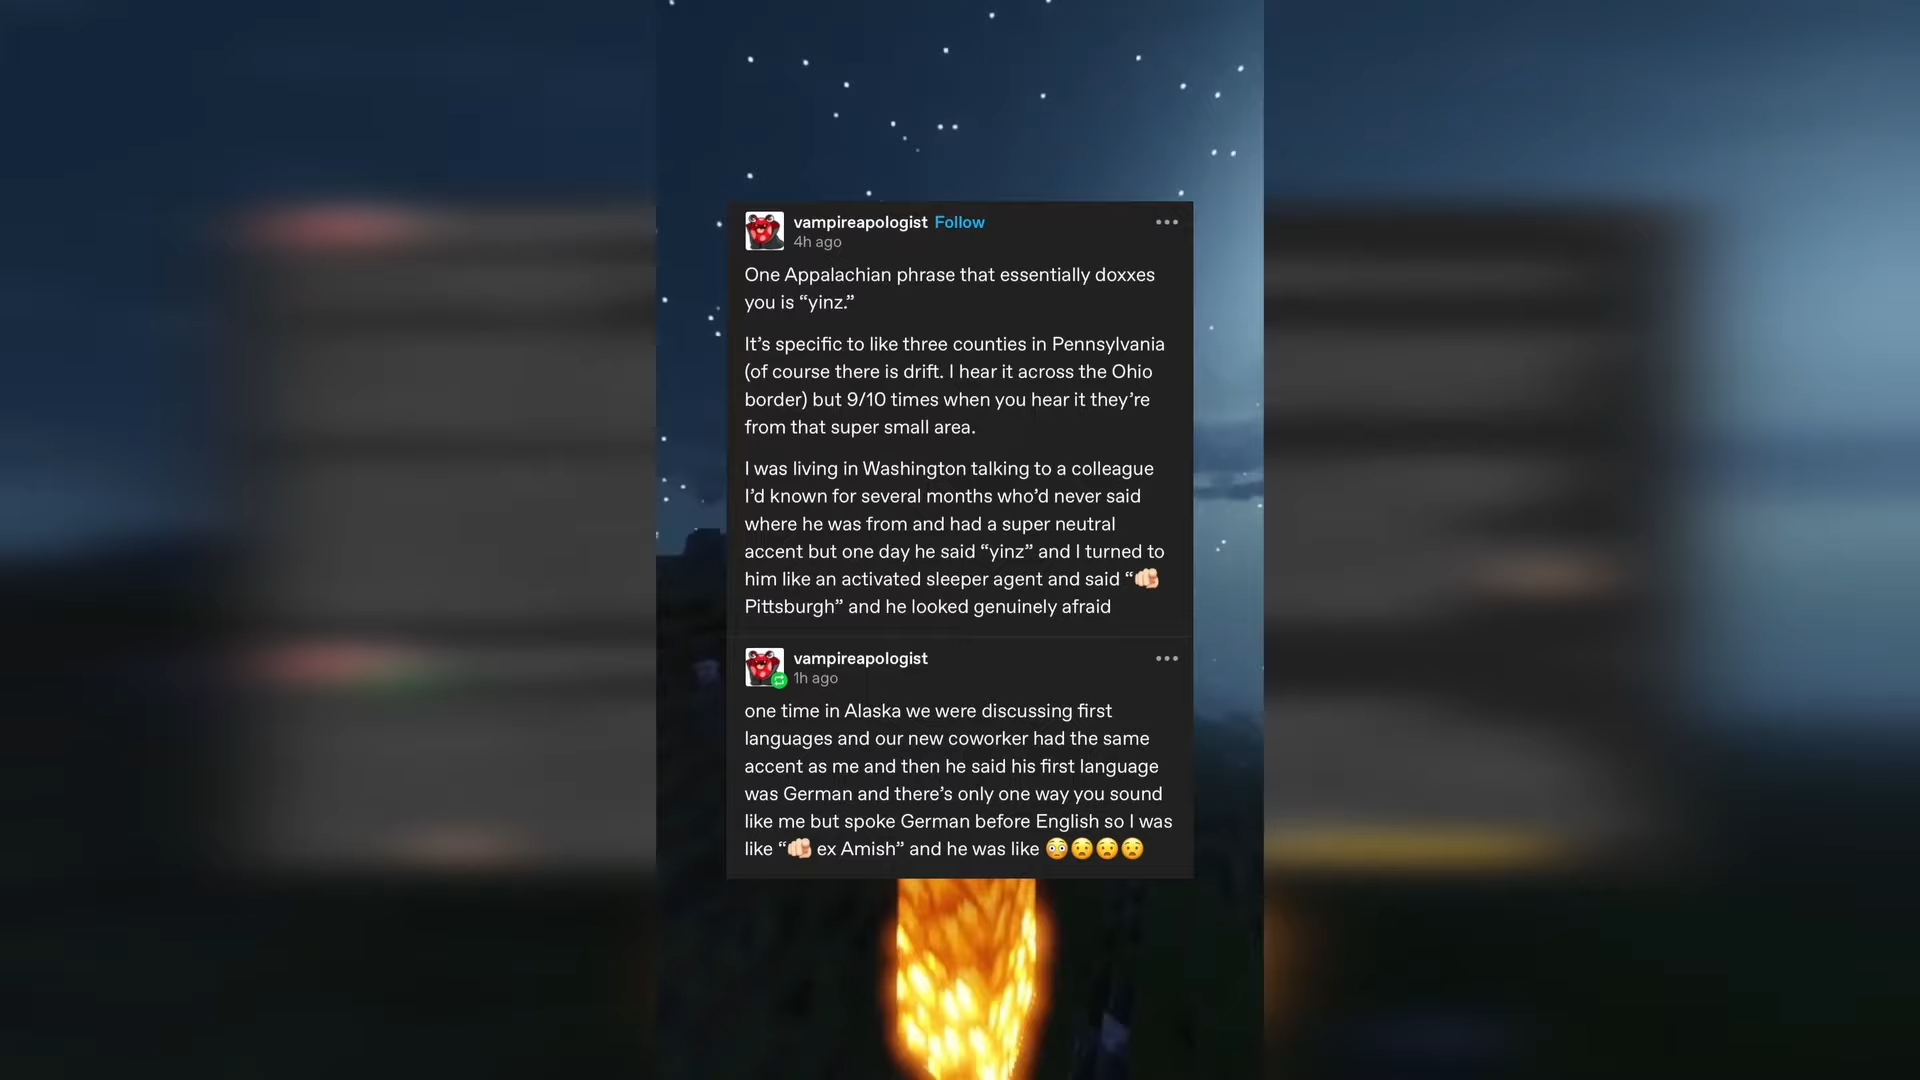 vampireapologist Follow
4h ago
One Appalachian phrase that essentially doxxes
you is “yinz.”
It’s specific to like three counties in Pennsylvania
(of course there is drift. I hear it across the Ohio
border) but 9/10 times when you hear it they’re
from that super small area.
I was living in Washington talking to a colleague
I’d known for several months who’d never said
where he was from and had a super neutral
accent but one day he said “yinz” and I turned to
him like an activated sleeper agent and said “🫵🏻
Pittsburgh” and he looked genuinely afraid
vampireapologist
1h ago
one time in Alaska we were discussing first
languages and our new coworker had the same
accent as me and then he said his first language
was German and there’s only one way you sound
like me but spoke German before English so I was
like “🫵🏻 ex Amish” and he was like 😳😧😧😧